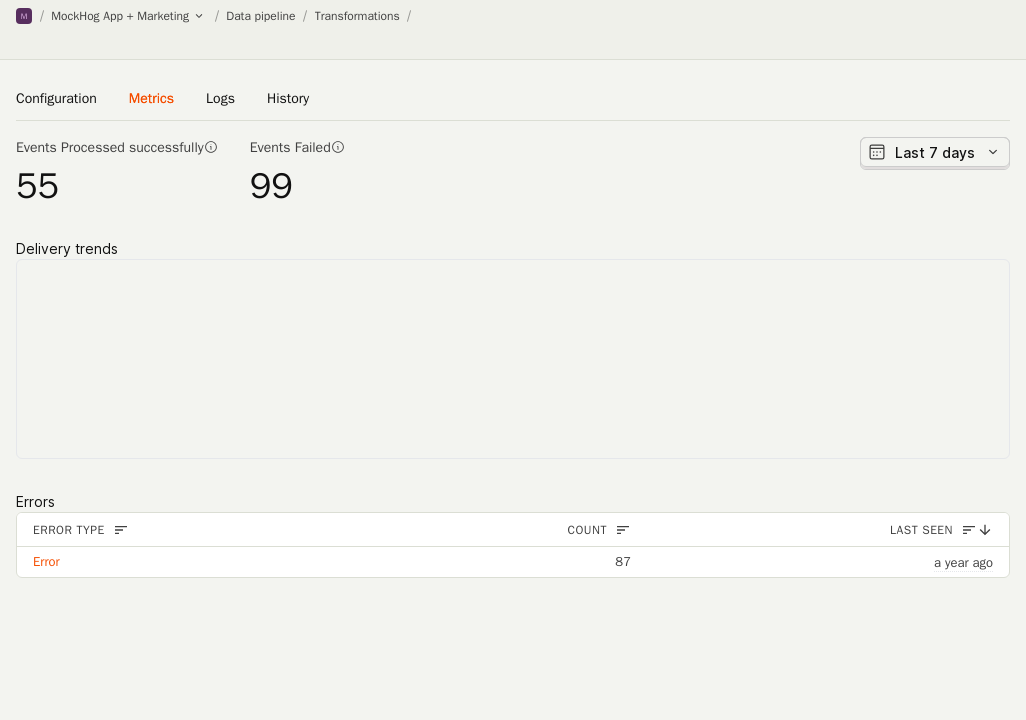 M / MockHog App + Marketing / Data pipeline / Transformations /
Configuration Metrics Logs History
Events Processed successfully Events Failed
Last 7 days
55 99
Delivery trends
Errors
ERROR TYPE COUNT LAST SEEN
Error 87 a year ago